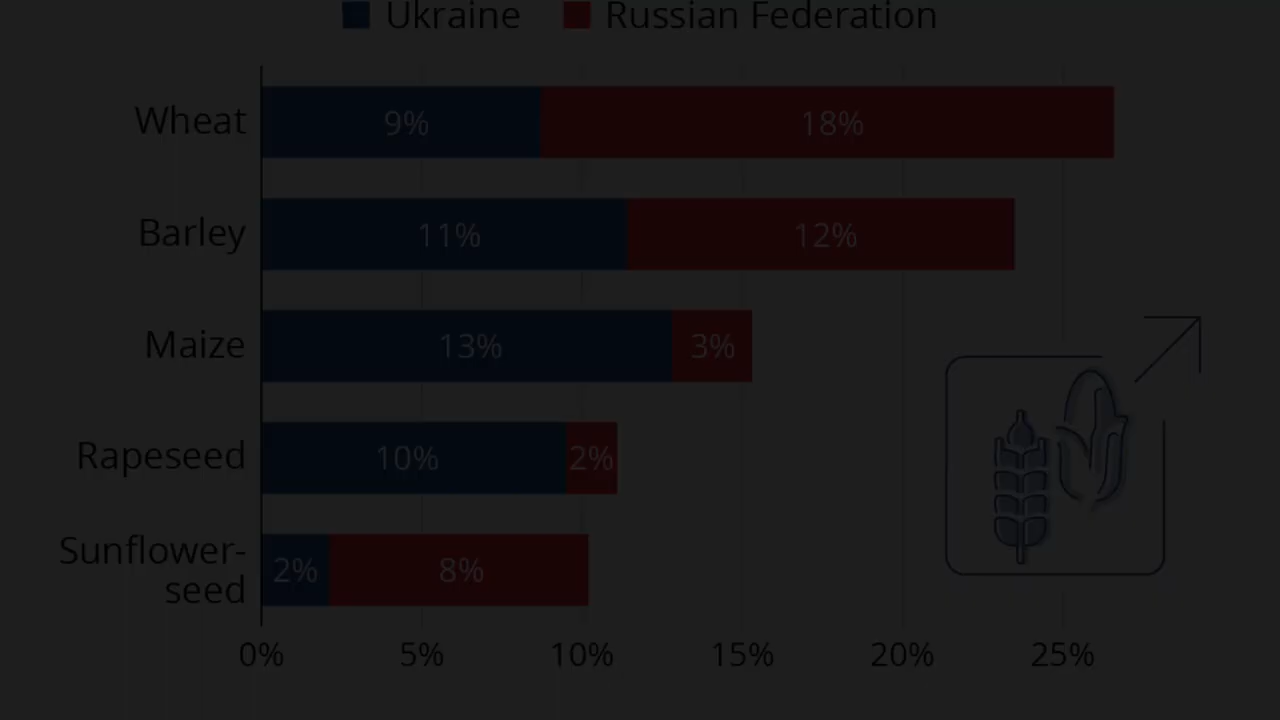 Ukraine Russian Federation
Wheat 9% 18%
Barley 11% 12%
Maize 13% 3%
Rapeseed 10% 2%
Sunflower-
seed 2% 8%
0% 5% 10% 15% 20% 25%